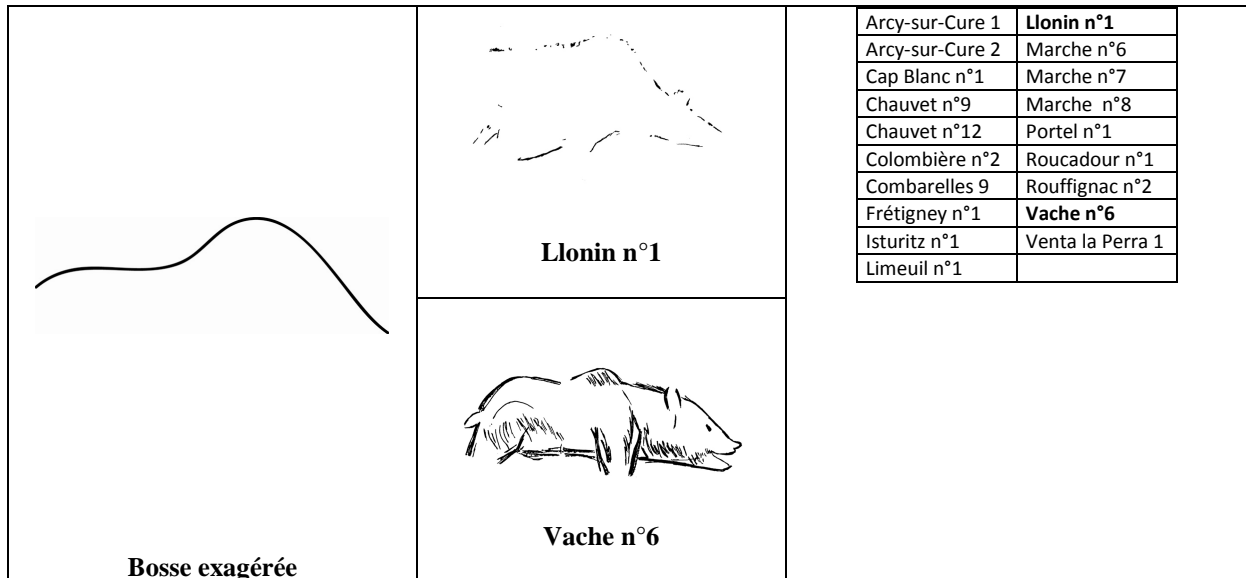 Bosse exagérée
Llonin n°1
Vache n°6
Arcy-sur-Cure 1 Llonin n°1
Arcy-sur-Cure 2 Marche n°6
Cap Blanc n°1 Marche n°7
Chauvet n°9 Marche n°8
Chauvet n°12 Portel n°1
Colombière n°2 Roucadour n°1
Combarelles 9 Rouffignac n°2
Frétigney n°1 Vache n°6
Isturitz n°1 Venta la Perra 1
Limeuil n°1